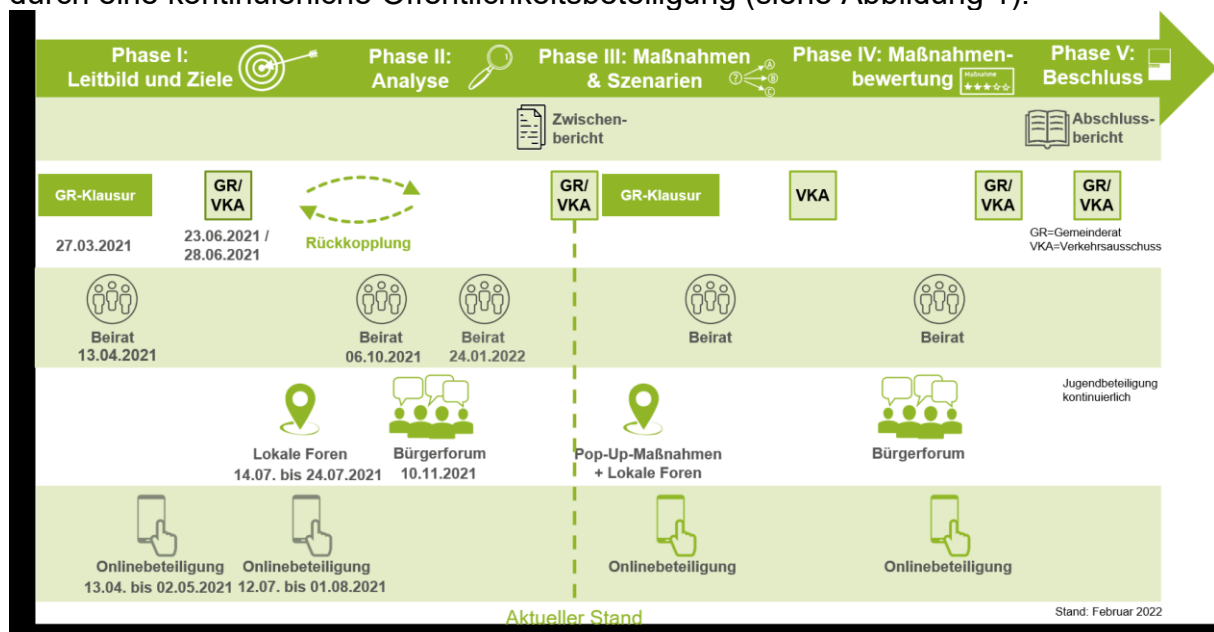 durch eine kontinuierliche Öffentlichkeitsbeteiligung (siehe Abbildung 1).
Phase I:
Leitbild und Ziele
Phase II:
Analyse
Phase III: Maßnahmen
& Szenarien
?
A
B
C
Phase IV: Maßnahmen-
bewertung
Maßnahme
Phase V:
Beschluss
Zwischen-
bericht
Abschluss-
bericht
GR-Klausur
27.03.2021
GR/
VKA
23.06.2021 /
28.06.2021
Rückkopplung
GR/
VKA
GR-Klausur
VKA
GR/
VKA
GR/
VKA
GR=Gemeinderat
VKA=Verkehrsausschuss
Beirat
13.04.2021
Beirat
06.10.2021
Beirat
24.01.2022
Beirat
Beirat
Lokale Foren
14.07. bis 24.07.2021
Bürgerforum
10.11.2021
Pop-Up-Maßnahmen
+ Lokale Foren
Bürgerforum
Jugendbeteiligung
kontinuierlich
Onlinebeteiligung
13.04. bis 02.05.2021
Onlinebeteiligung
12.07. bis 01.08.2021
Onlinebeteiligung
Onlinebeteiligung
Aktueller Stand
Stand: Februar 2022